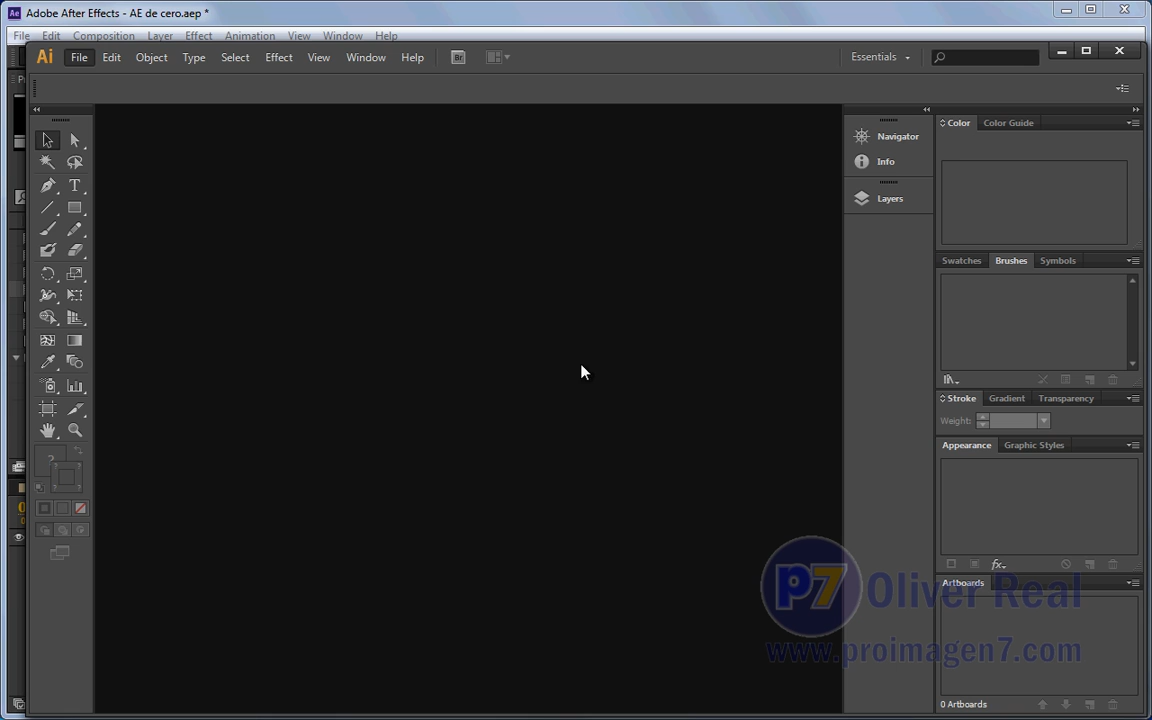 Adobe After Effects - AE de cero.aep *
File Edit Composition Layer Effect Animation View Window Help
Ai File Edit Object Type Select Effect View Window Help Br Essentials
Navigator
Info
Layers
Color Color Guide
Swatches Brushes Symbols
Stroke Gradient Transparency
Weight:
Appearance Graphic Styles
fx
Artboards
0 Artboards
P7 Oliver Real
www.proimagen7.com